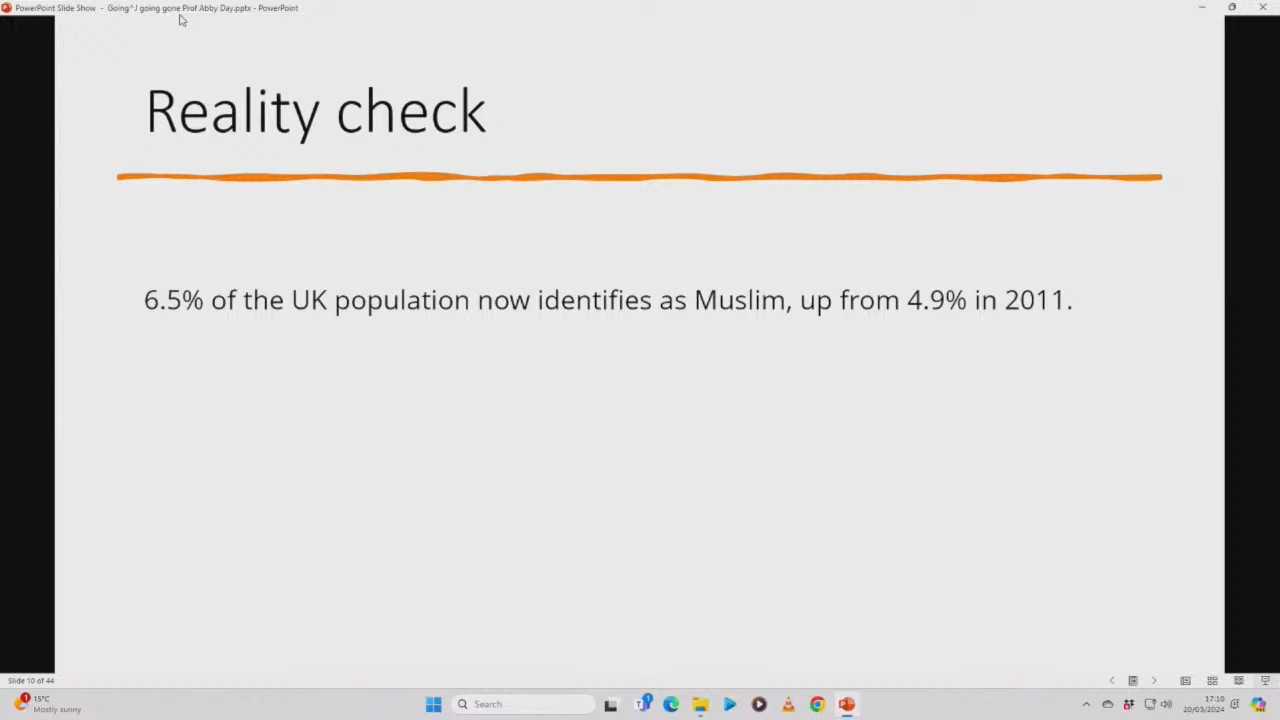 PowerPoint Slide Show - Going^J going gone Prof Abby Day.pptx - PowerPoint
Reality check
6.5% of the UK population now identifies as Muslim, up from 4.9% in 2011.
Slide 10 of 44
1
15°C
Mostly sunny
Search
17:10
20/03/2024